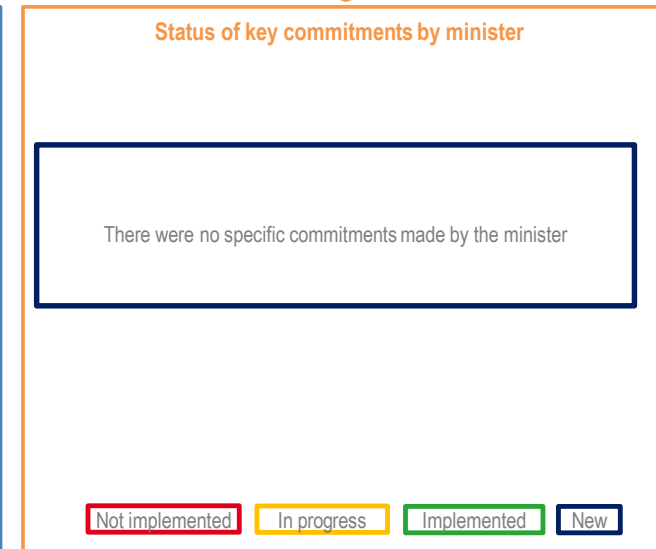 Status of key commitments by minister
There were no specific commitments made by the minister
Not implemented
In progress
Implemented
New